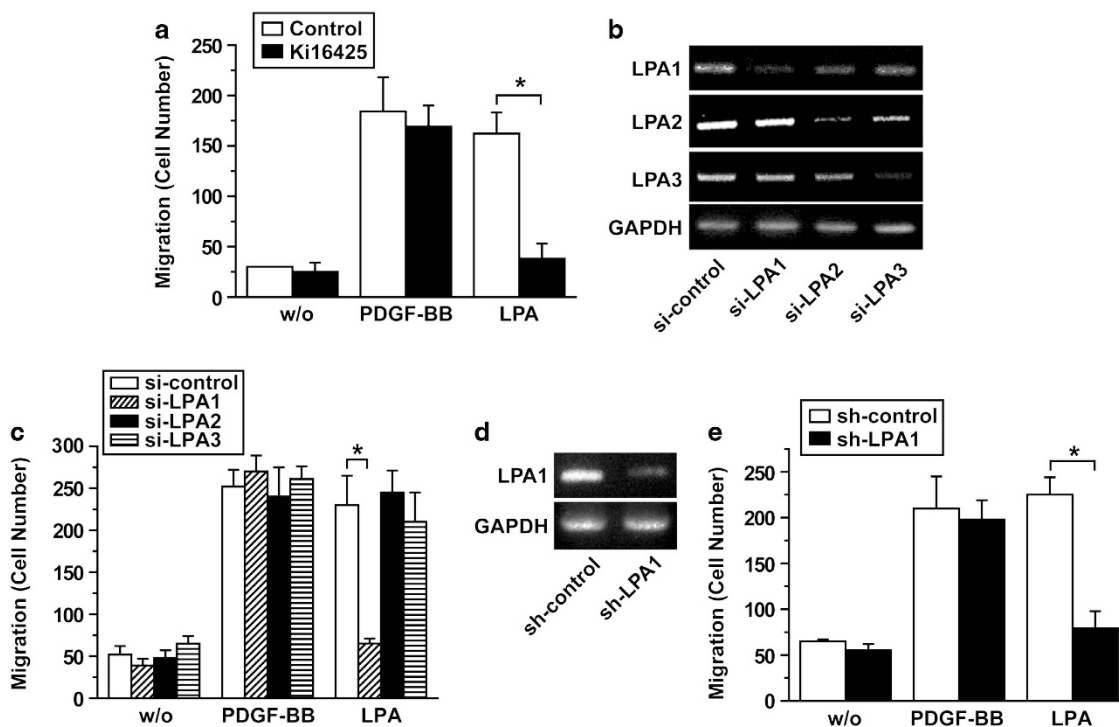 a
Control
Ki16425
Migration (Cell Number)
250
200
150
100
50
0
*
w/o PDGF-BB LPA
b
LPA1
LPA2
LPA3
GAPDH
si-control si-LPA1 si-LPA2 si-LPA3
c
si-control
si-LPA1
si-LPA2
si-LPA3
Migration (Cell Number)
300
250
200
150
100
50
0
*
w/o PDGF-BB LPA
d
LPA1
GAPDH
sh-control sh-LPA1
e
sh-control
sh-LPA1
Migration (Cell Number)
250
200
150
100
50
0
*
w/o PDGF-BB LPA